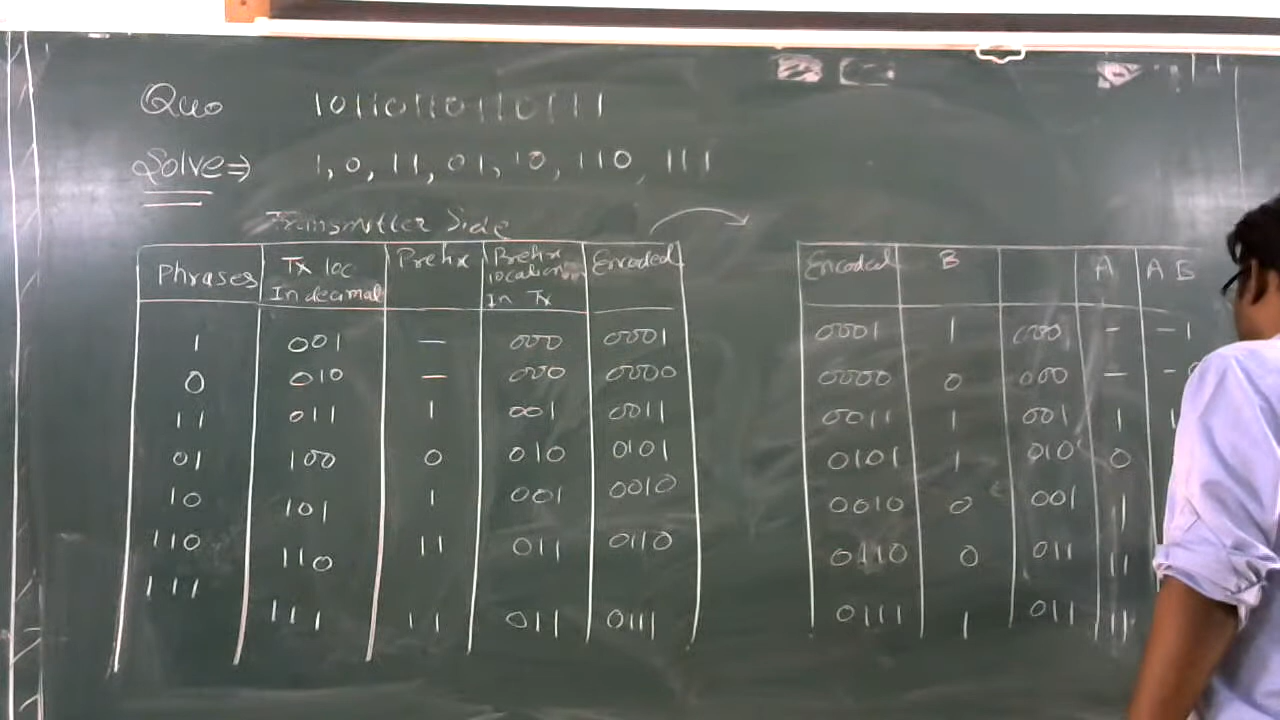 Quo 10110110110111
Solve⇒ 1, 0, 11, 01, 10, 110, 111
Transmitter Side
Phrases Tx loc In decimal Prefix Prefix location In Tx Encoded
1 001 — 000 0001
0 010 — 000 0000
11 011 1 001 0011
01 100 0 010 0101
10 101 1 001 0010
110 110 11 011 0110
111 111 11 011 0111
Encoded B A A B
0001 1 000 - -1
0000 0 000 - -
0011 1 001 1 1
0101 1 010 0
0010 0 001 1
0110 0 011 11
0111 1 011 11